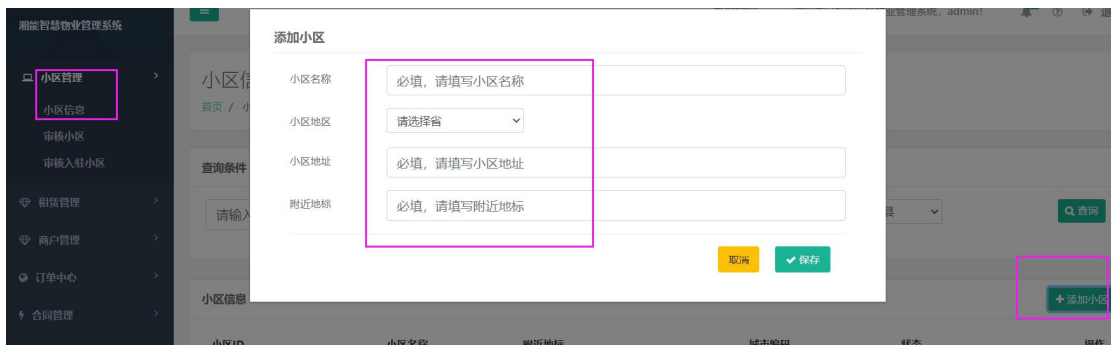 湘能智慧物业管理系统
业管理系统，admin!
添加小区
小区管理
小区信息
审核小区
审核入驻小区
租赁管理
商户管理
订单中心
合同管理
小区信
首页 / 小
查询条件
请输入
县
查询
小区名称
必填，请填写小区名称
小区地区
请选择省
小区地址
必填，请填写小区地址
附近地标
必填，请填写附近地标
取消
保存
小区信息
添加小区
小区ID
小区名称
附近地标
城市编码
状态
操作